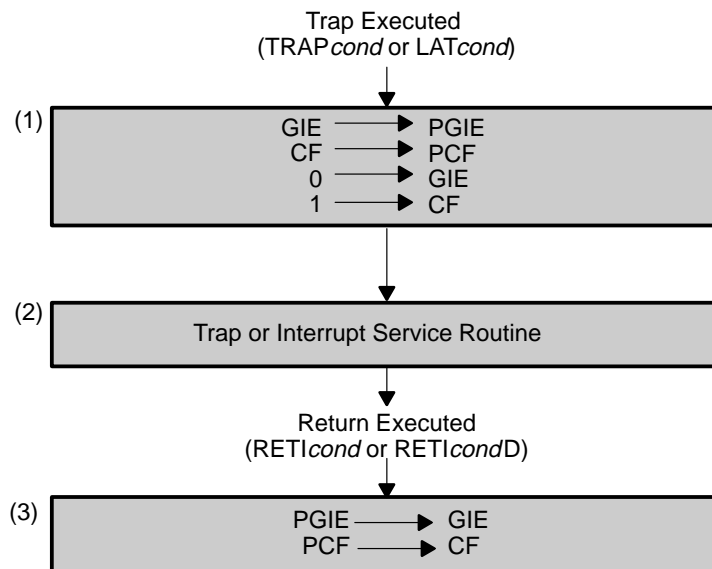 Trap Executed
(TRAPcond or LATcond)
(1)
GIE PGIE
CF PCF
0 GIE
1 CF
(2)
Trap or Interrupt Service Routine
Return Executed
(RETIcond or RETIcondD)
(3)
PGIE GIE
PCF CF